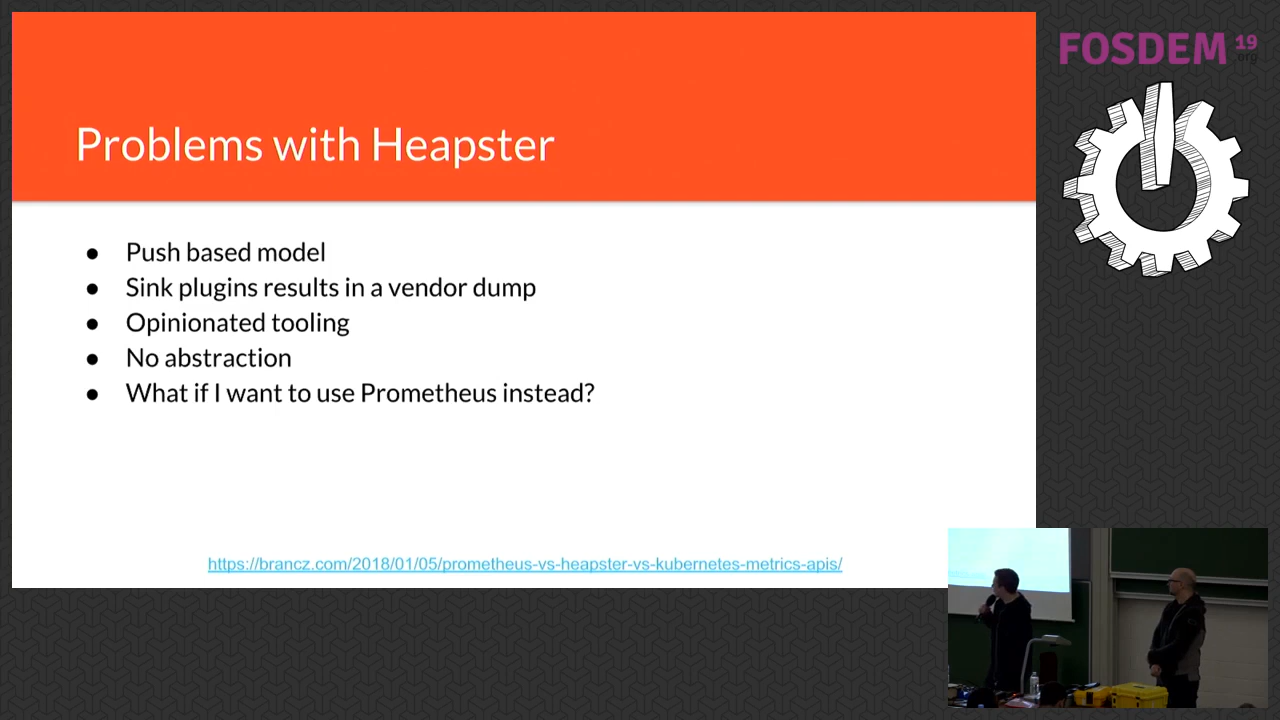 Problems with Heapster
● Push based model
● Sink plugins results in a vendor dump
● Opinionated tooling
● No abstraction
● What if I want to use Prometheus instead?
https://brancz.com/2018/01/05/prometheus-vs-heapster-vs-kubernetes-metrics-apis/
FOSDEM 19
.org